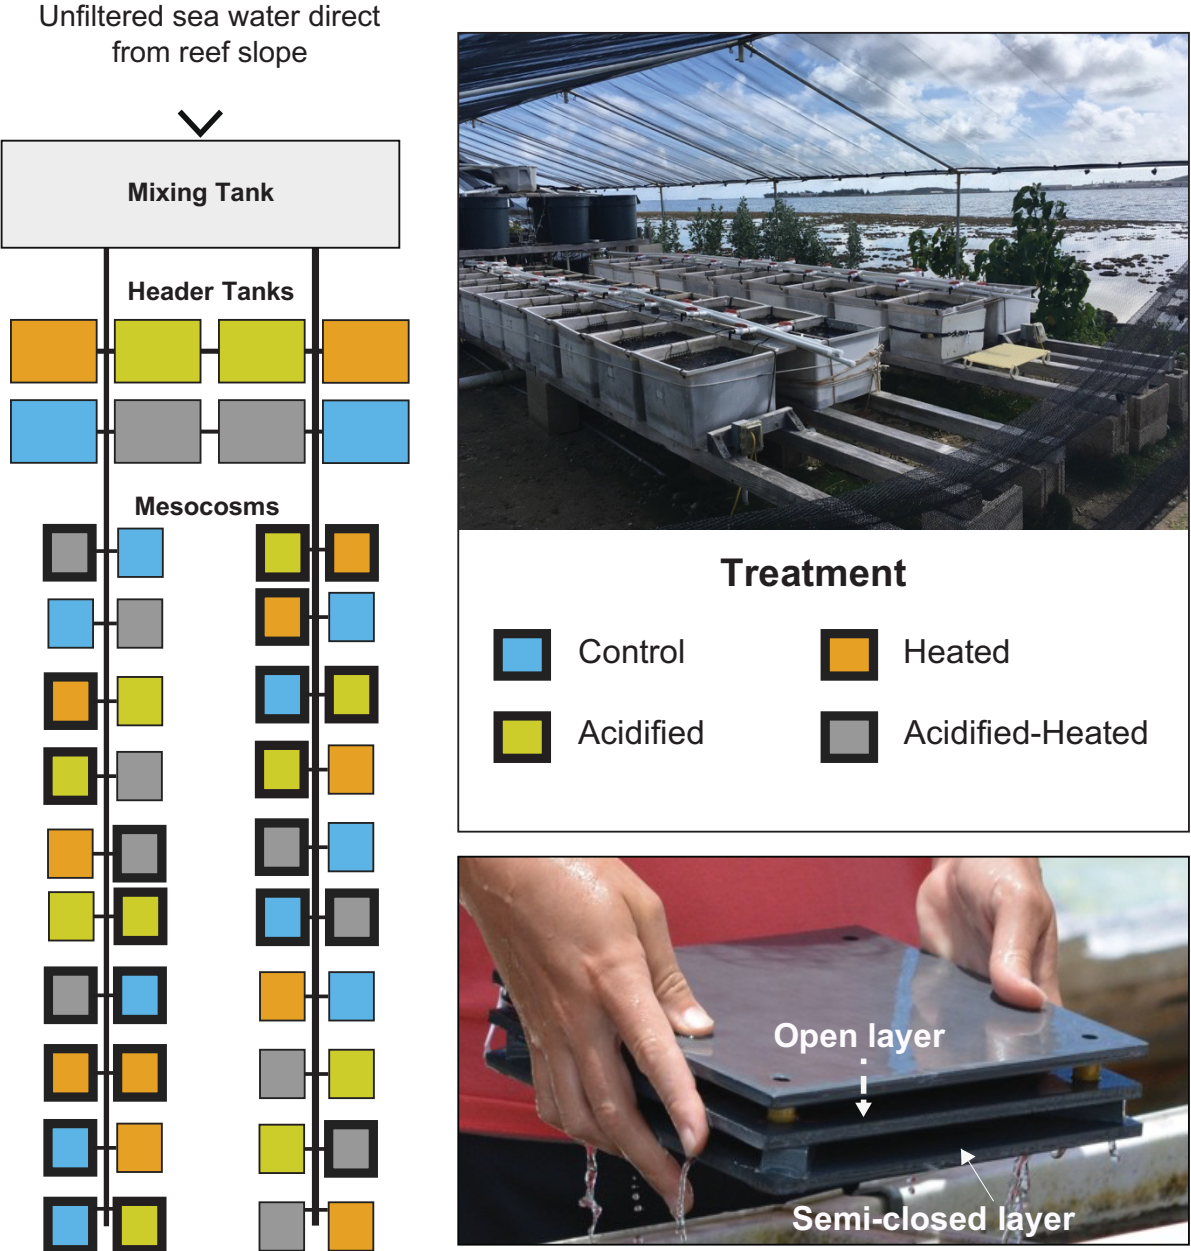 Unfiltered sea water direct
from reef slope
Mixing Tank
Header Tanks
Mesocosms
Treatment
Control
Heated
Acidified
Acidified-Heated
Open layer
Semi-closed layer